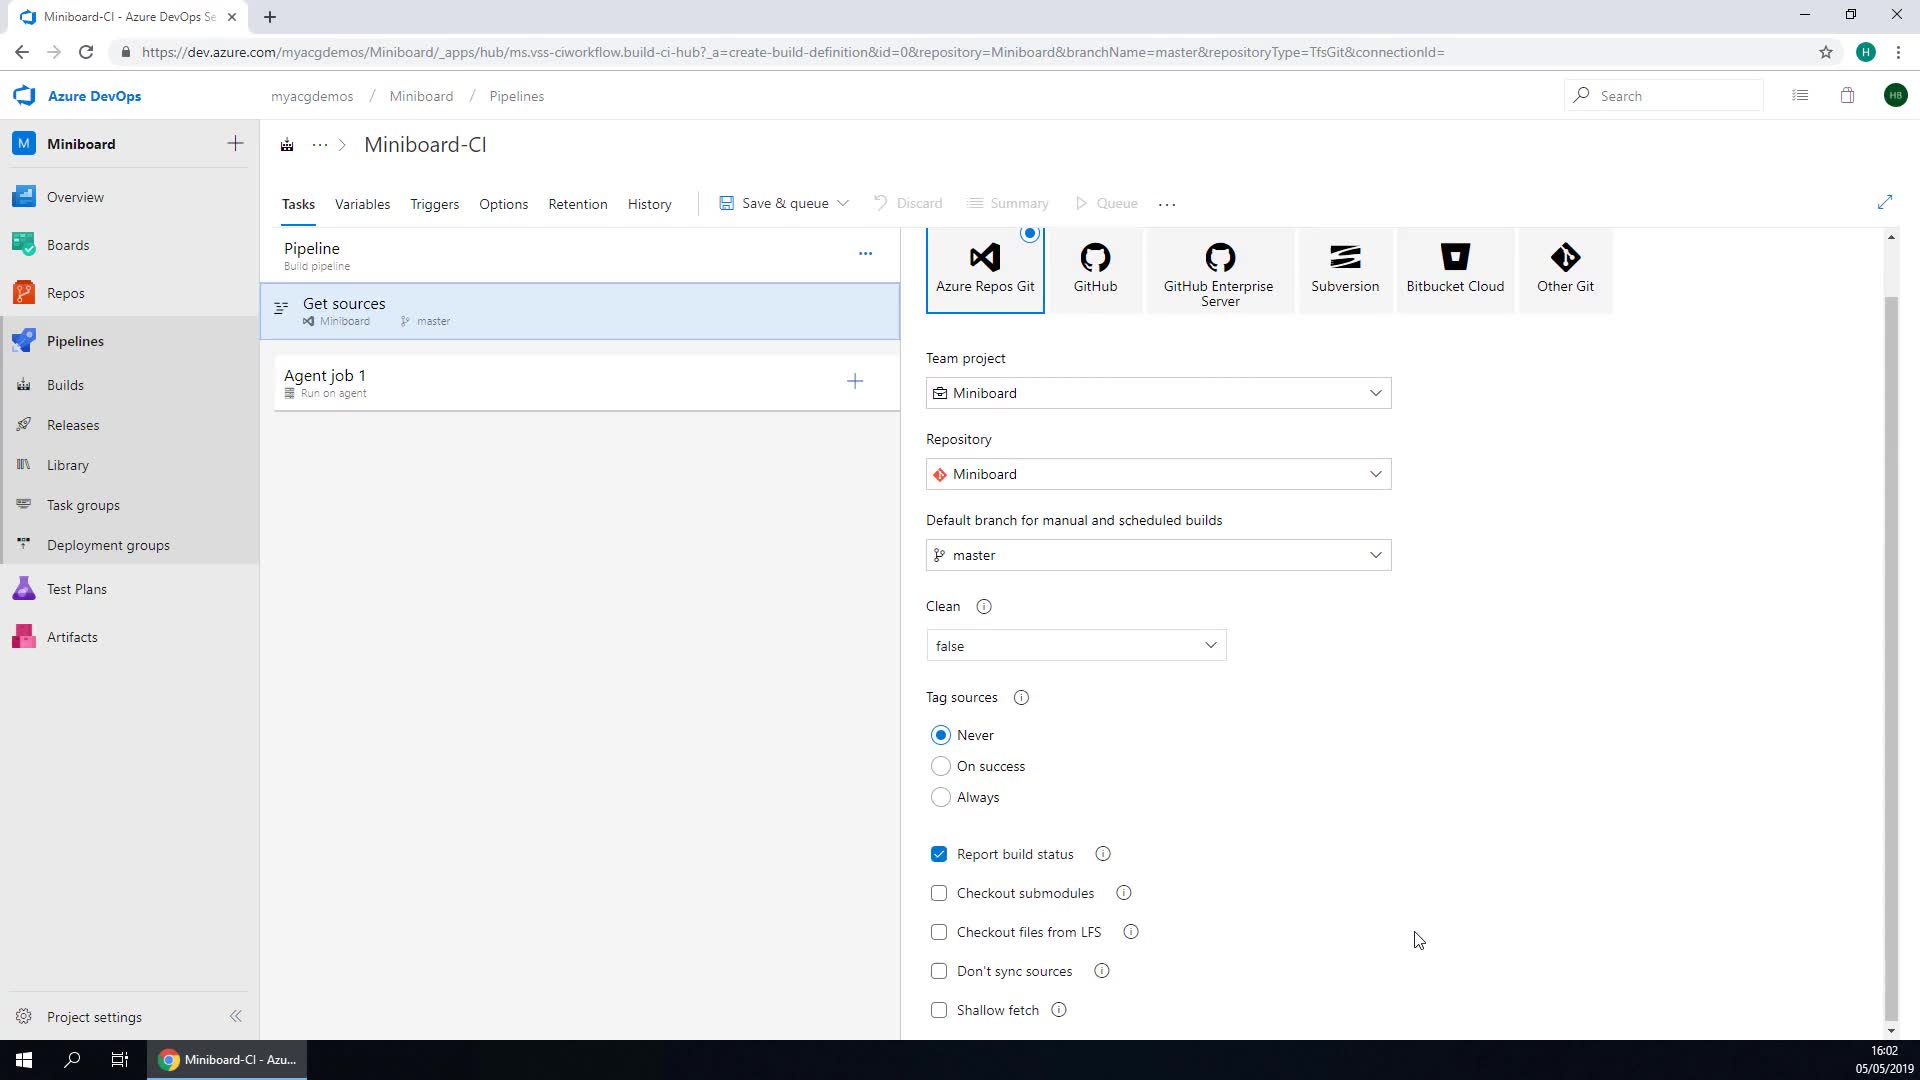 Miniboard-CI - Azure DevOps Se
https://dev.azure.com/myacgdemos/Miniboard/_apps/hub/ms.vss-ciworkflow.build-ci-hub?_a=create-build-definition&id=0&repository=Miniboard&branchName=master&repositoryType=TfsGit&connectionId=
H
Azure DevOps
myacgdemos / Miniboard / Pipelines
Search
HB
M Miniboard
Overview
Boards
Repos
Pipelines
Builds
Releases
Library
Task groups
Deployment groups
Test Plans
Artifacts
Project settings
... > Miniboard-CI
Tasks Variables Triggers Options Retention History Save & queue Discard Summary Queue ...
Pipeline
Build pipeline
Get sources
Miniboard master
Agent job 1
Run on agent
Azure Repos Git
GitHub
GitHub Enterprise
Server
Subversion
Bitbucket Cloud
Other Git
Team project
Miniboard
Repository
Miniboard
Default branch for manual and scheduled builds
master
Clean
false
Tag sources
Never
On success
Always
Report build status
Checkout submodules
Checkout files from LFS
Don't sync sources
Shallow fetch
Miniboard-CI - Azu...
16:02
05/05/2019